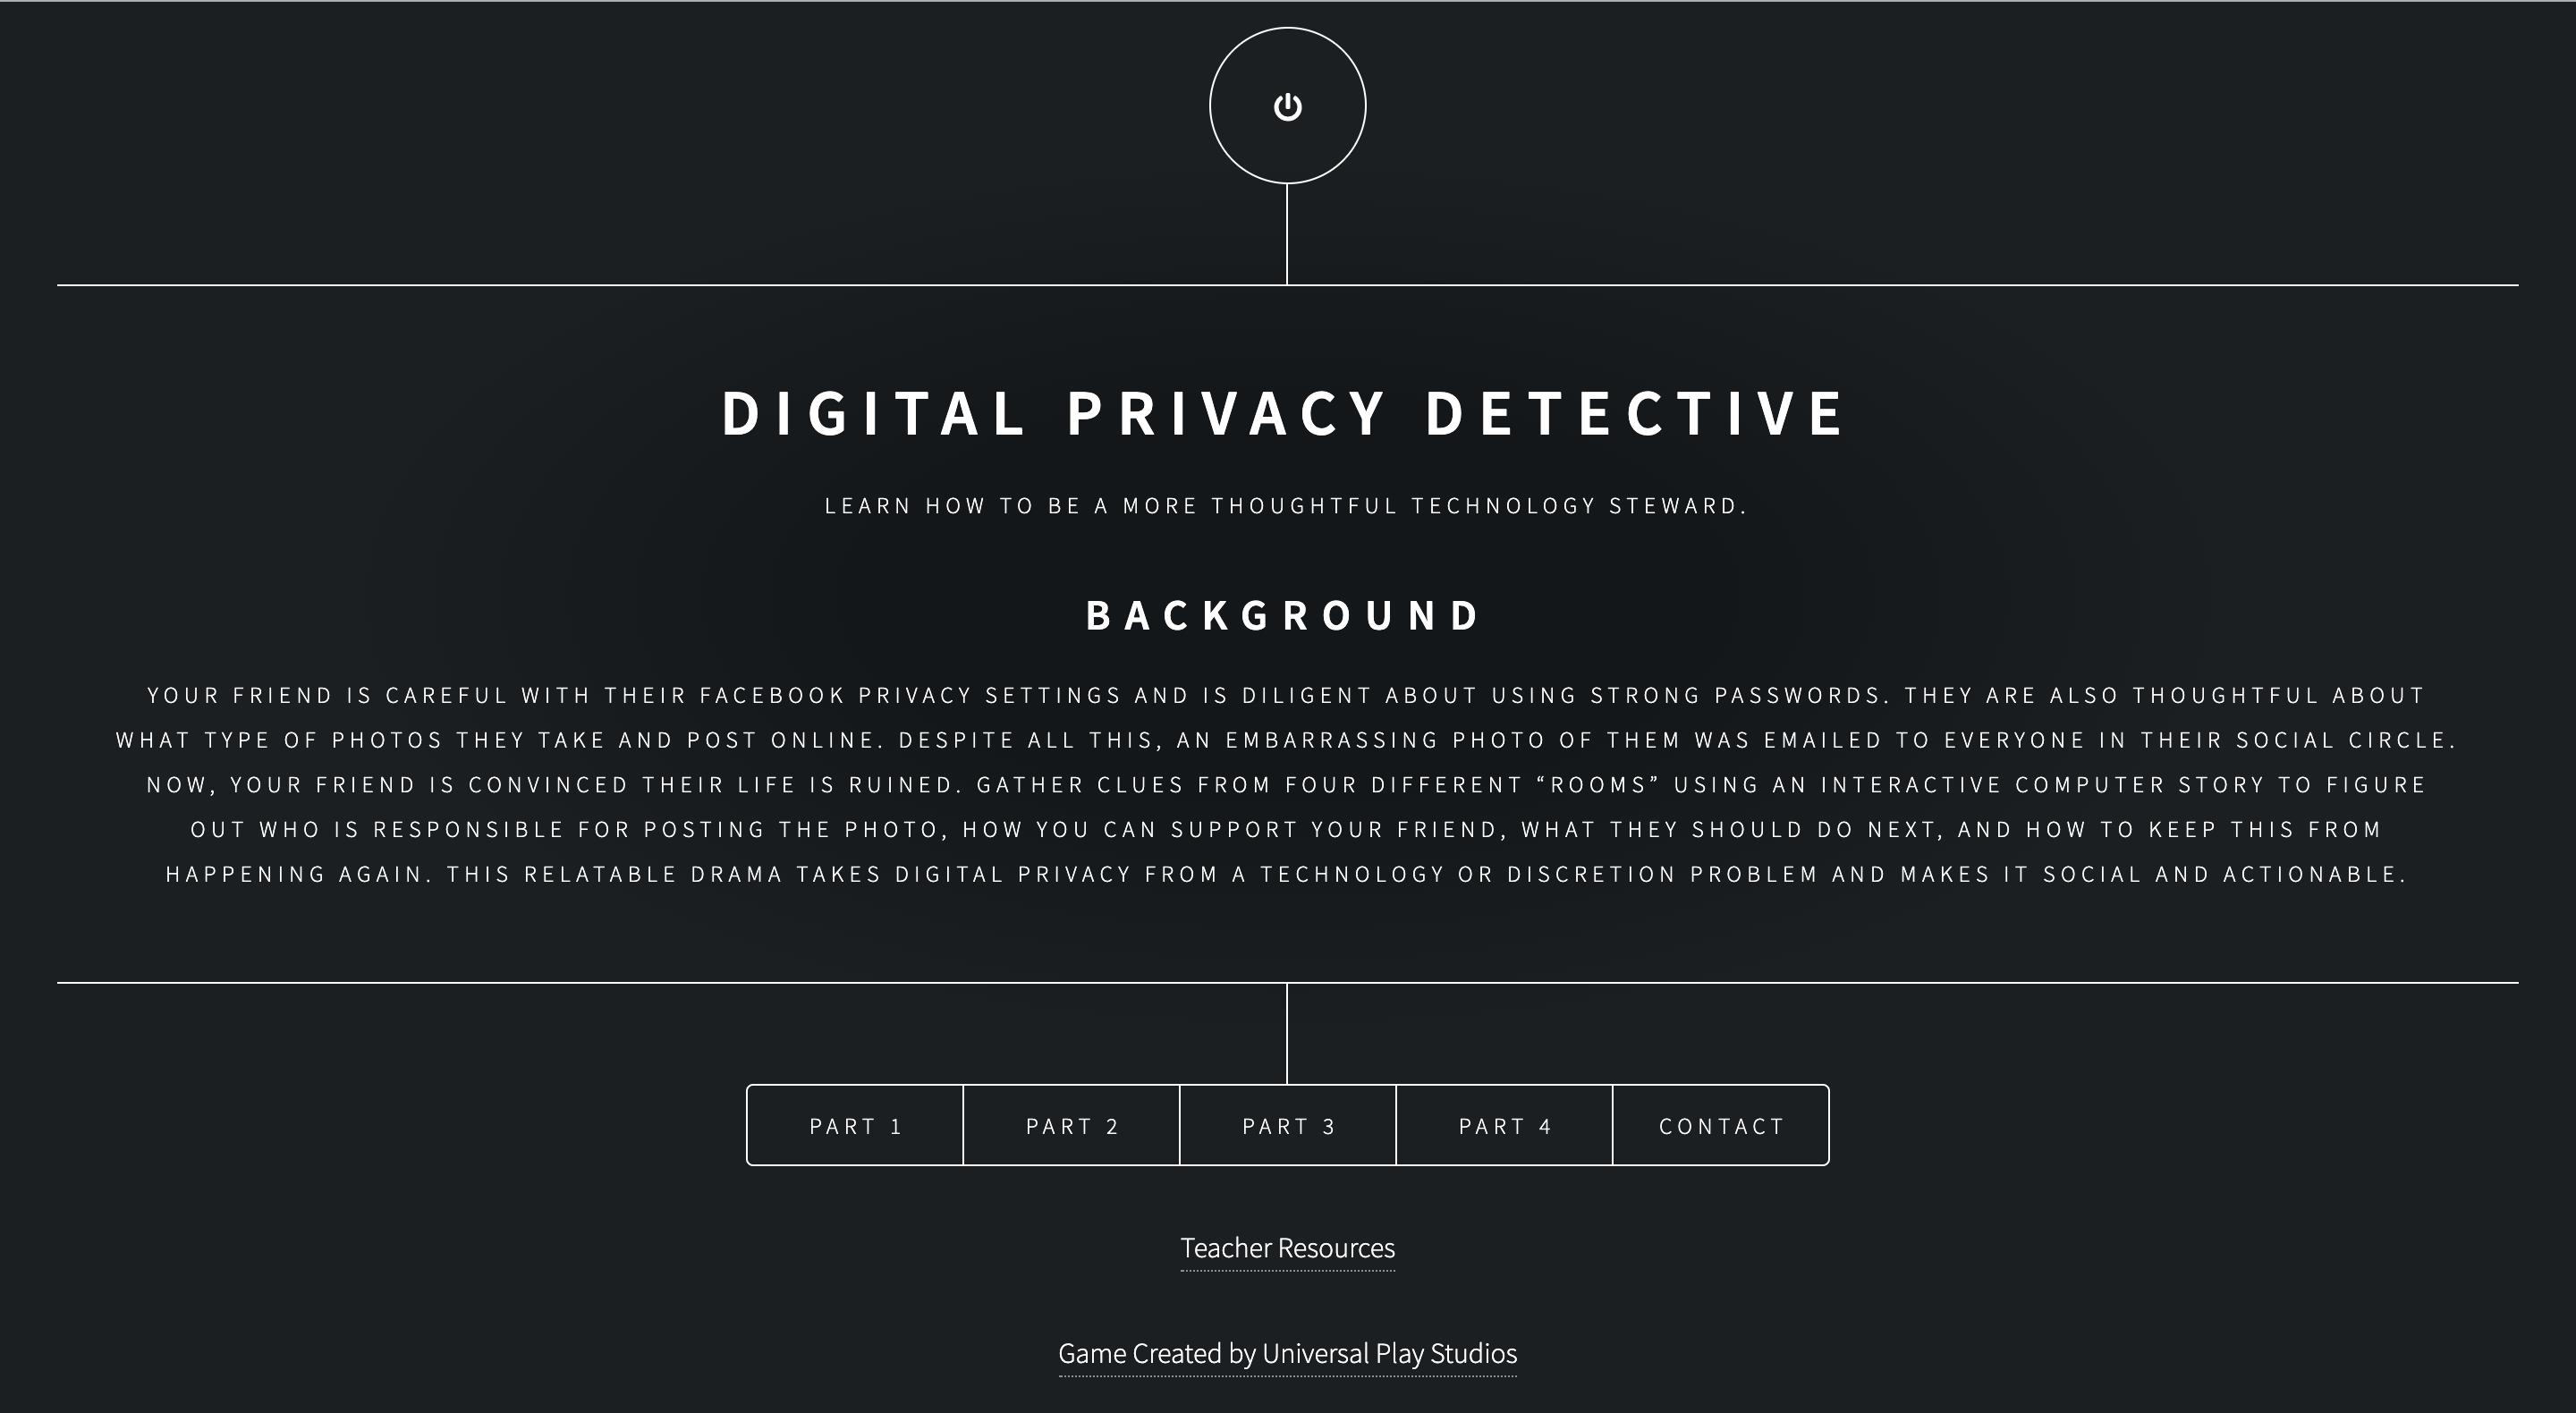 DIGITAL PRIVACY DETECTIVE
LEARN HOW TO BE A MORE THOUGHTFUL TECHNOLOGY STEWARD.
BACKGROUND
YOUR FRIEND IS CAREFUL WITH THEIR FACEBOOK PRIVACY SETTINGS AND IS DILIGENT ABOUT USING STRONG PASSWORDS. THEY ARE ALSO THOUGHTFUL ABOUT
WHAT TYPE OF PHOTOS THEY TAKE AND POST ONLINE. DESPITE ALL THIS, AN EMBARRASSING PHOTO OF THEM WAS EMAILED TO EVERYONE IN THEIR SOCIAL CIRCLE.
NOW, YOUR FRIEND IS CONVINCED THEIR LIFE IS RUINED. GATHER CLUES FROM FOUR DIFFERENT “ROOMS” USING AN INTERACTIVE COMPUTER STORY TO FIGURE
OUT WHO IS RESPONSIBLE FOR POSTING THE PHOTO, HOW YOU CAN SUPPORT YOUR FRIEND, WHAT THEY SHOULD DO NEXT, AND HOW TO KEEP THIS FROM
HAPPENING AGAIN. THIS RELATABLE DRAMA TAKES DIGITAL PRIVACY FROM A TECHNOLOGY OR DISCRETION PROBLEM AND MAKES IT SOCIAL AND ACTIONABLE.
PART 1 PART 2 PART 3 PART 4 CONTACT
Teacher Resources
Game Created by Universal Play Studios